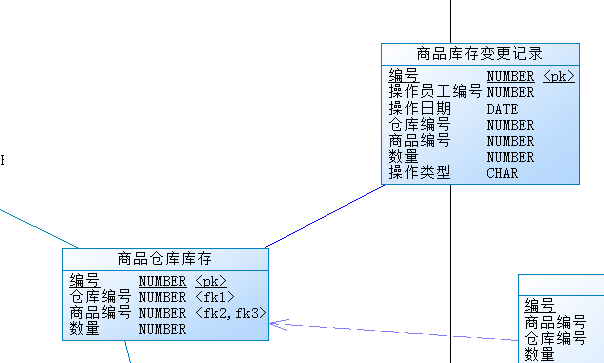 商品库存变更记录
编号 NUMBER <pk>
操作员工编号 NUMBER
操作日期 DATE
仓库编号 NUMBER
商品编号 NUMBER
数量 NUMBER
操作类型 CHAR
商品仓库库存
编号 NUMBER <pk>
仓库编号 NUMBER <fk1>
商品编号 NUMBER <fk2,fk3>
数量 NUMBER
编号
商品编号
仓库编号
数量